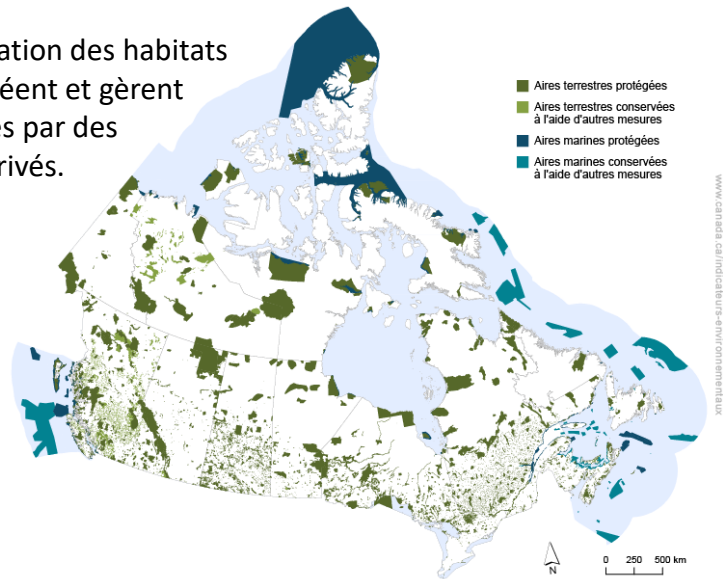 ation des habitats
éent et gèrent
es par des
rivés.
Aires terrestres protégées
Aires terrestres conservées
à l'aide d'autres mesures
Aires marines protégées
Aires marines conservées
à l'aide d'autres mesures
www.canada.ca/indicateurs-environnementaux
N
0 250 500 km